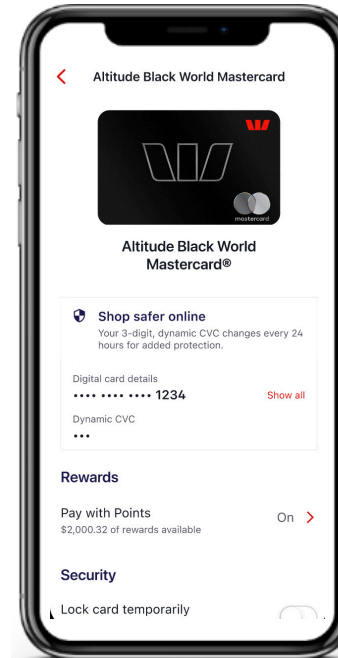 Altitude Black World Mastercard
mastercard
Altitude Black World
Mastercard®
Shop safer online
Your 3-digit, dynamic CVC changes every 24
hours for added protection.
Digital card details
•••• •••• •••• 1234
Show all
Dynamic CVC
•••
Rewards
Pay with Points
On
$2,000.32 of rewards available
Security
Lock card temporarily